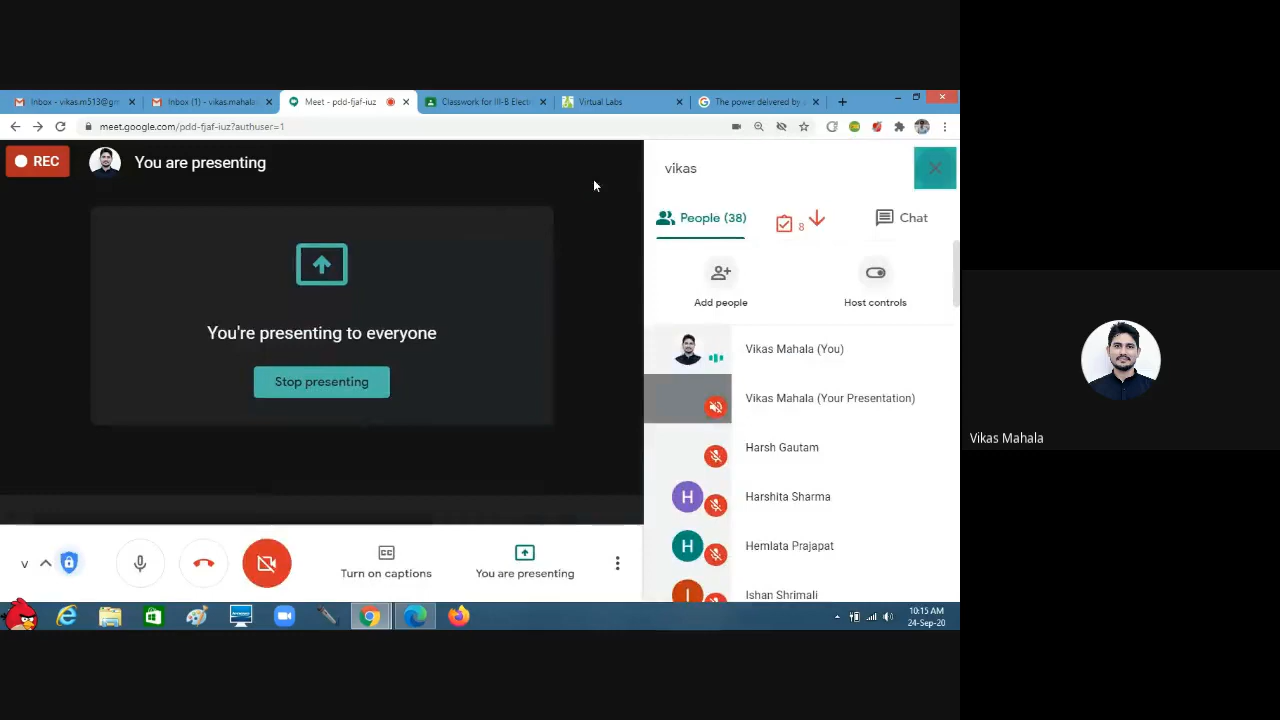 Inbox - vikas.m513@gm
Inbox (1) - vikas.mahala
Meet - pdd-fjaf-iuz
Classwork for III-B Elect
Virtual Labs
The power delivered by
meet.google.com/pdd-fjaf-iuz?authuser=1
REC
You are presenting
vikas
People (38)
8
Chat
Add people
Host controls
You're presenting to everyone
Stop presenting
Vikas Mahala (You)
Vikas Mahala (Your Presentation)
Harsh Gautam
H
Harshita Sharma
H
Hemlata Prajapat
I
Ishan Shrimali
v
CC
Turn on captions
You are presenting
10:15 AM
24-Sep-20
Vikas Mahala